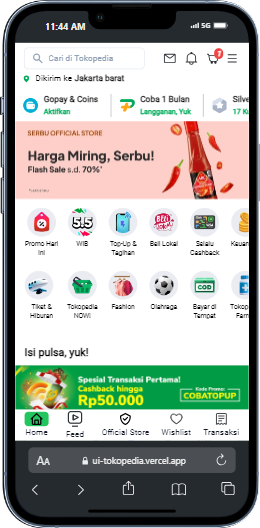 11:44 AM
5G
Cari di Tokopedia
Dikirim ke Jakarta barat
Gopay & Coins
Aktifkan
Coba 1 Bulan
Langganan, Yuk
Silve
17 Ku
SERBU OFFICIAL STORE
Harga Miring, Serbu!
Flash Sale s.d. 70%*
Promo Hari Ini
WIB
Top-Up & Tagihan
Beli Lokal
Selalu Cashback
Keuan
Tiket & Hiburan
Tokopedia NOW!
Fashion
Olahraga
Bayar di Tempat
Tokop Farm
Isi pulsa, yuk!
Spesial Transaksi Pertama!
Cashback hingga
Rp50.000
Kode Promo:
COBATOPUP
Home
Feed
Official Store
Wishlist
Transaksi
AA
ui-tokopedia.vercel.app